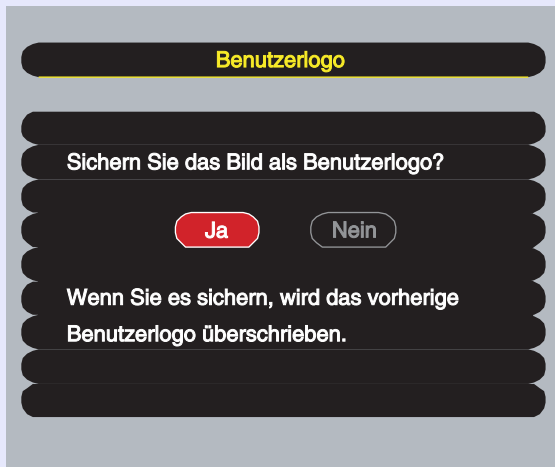 Benutzerlogo
Sichern Sie das Bild als Benutzerlogo?
Ja Nein
Wenn Sie es sichern, wird das vorherige
Benutzerlogo überschrieben.